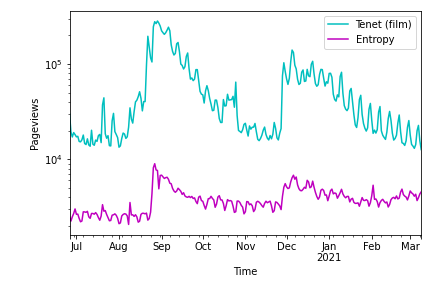 Tenet (film)
Entropy
10^5
10^4
Pageviews
Jul Aug Sep Oct Nov Dec Jan Feb Mar
2021
Time